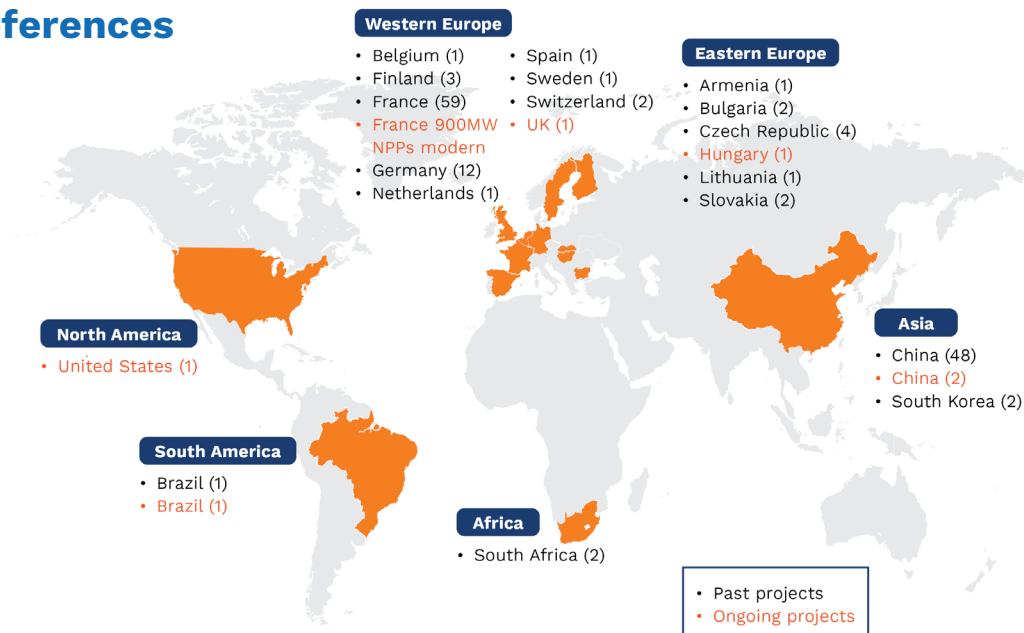 ferences
Western Europe
• Belgium (1)
• Finland (3)
• France (59)
• France 900MW
NPPs modern
• Germany (12)
• Netherlands (1)
• Spain (1)
• Sweden (1)
• Switzerland (2)
• UK (1)
Eastern Europe
• Armenia (1)
• Bulgaria (2)
• Czech Republic (4)
• Hungary (1)
• Lithuania (1)
• Slovakia (2)
North America
• United States (1)
Asia
• China (48)
• China (2)
• South Korea (2)
South America
• Brazil (1)
• Brazil (1)
Africa
• South Africa (2)
• Past projects
• Ongoing projects